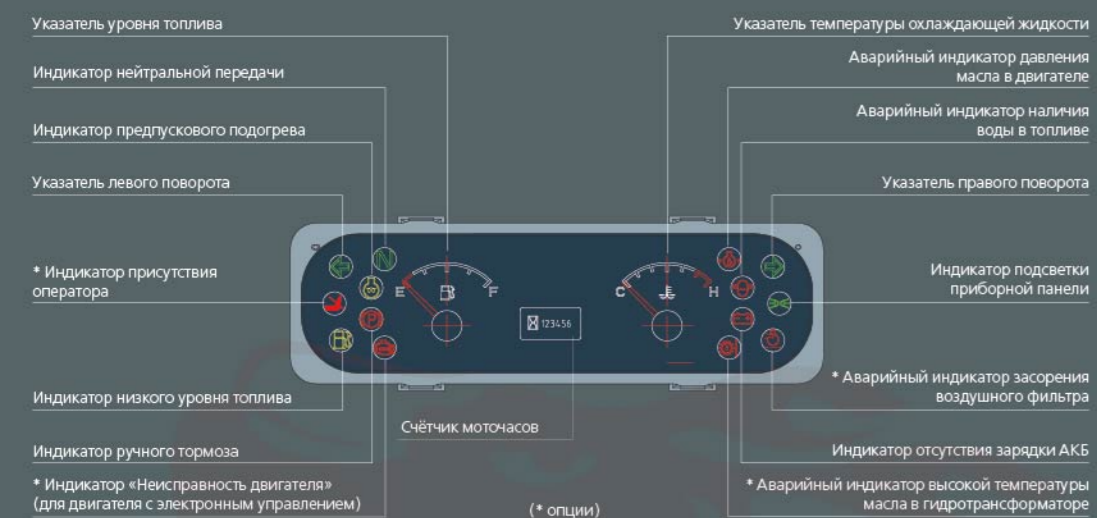 Указатель уровня топлива
Индикатор нейтральной передачи
Индикатор предпускового подогрева
Указатель левого поворота
* Индикатор присутствия
оператора
Индикатор низкого уровня топлива
Индикатор ручного тормоза
* Индикатор «Неисправность двигателя»
(для двигателя с электронным управлением)
N
P
E
F
123456
C
H
Счётчик моточасов
(* опции)
Указатель температуры охлаждающей жидкости
Аварийный индикатор давления
масла в двигателе
Аварийный индикатор наличия
воды в топливе
Указатель правого поворота
Индикатор подсветки
приборной панели
* Аварийный индикатор засорения
воздушного фильтра
Индикатор отсутствия зарядки АКБ
* Аварийный индикатор высокой температуры
масла в гидротрансформаторе